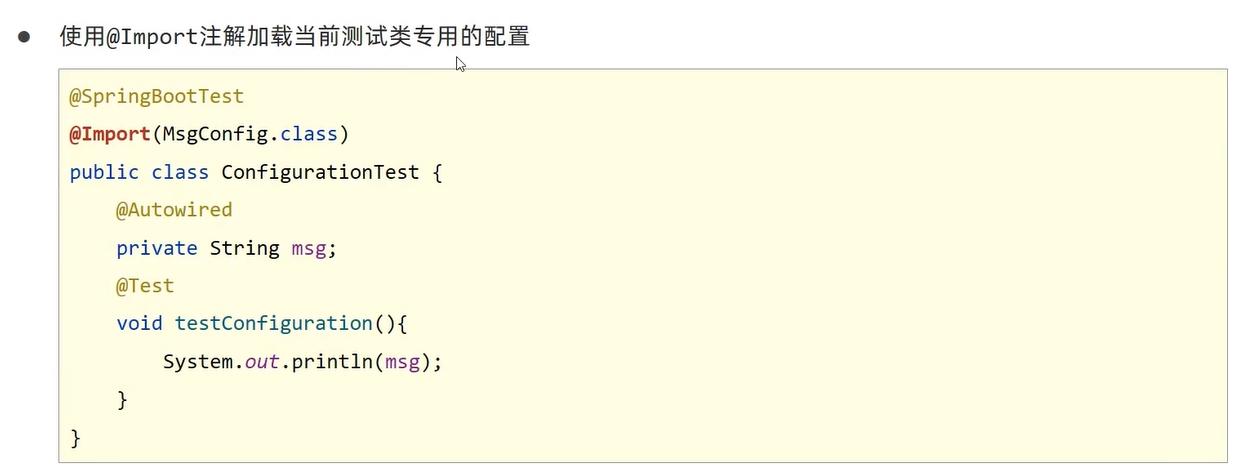 ● 使用@Import注解加载当前测试类专用的配置
@SpringBootTest
@Import(MsgConfig.class)
public class ConfigurationTest {
    @Autowired
    private String msg;
    @Test
    void testConfiguration(){
        System.out.println(msg);
    }
}